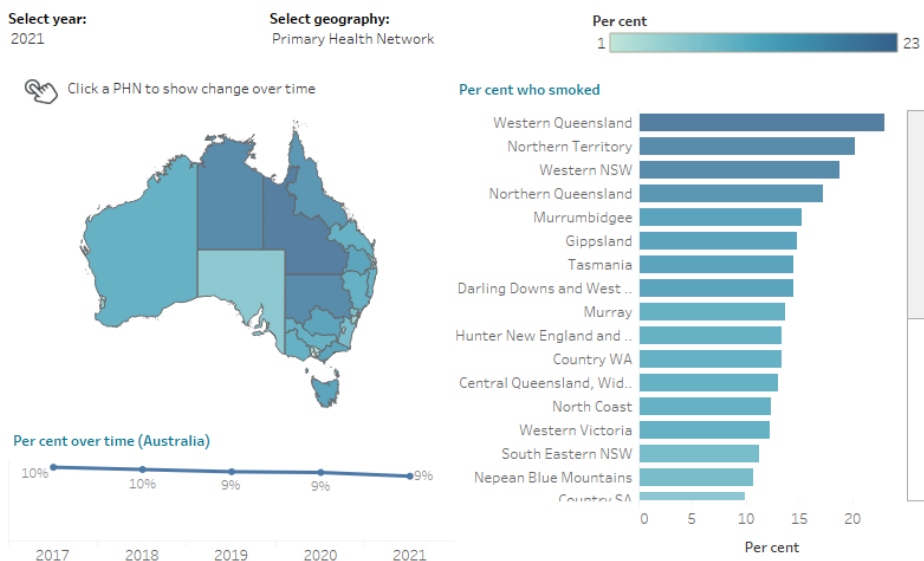 Select year:
2021
Select geography:
Primary Health Network
Per cent
1
23
Click a PHN to show change over time
Per cent who smoked
Western Queensland
Northern Territory
Western NSW
Northern Queensland
Murrumbidgee
Gippsland
Tasmania
Darling Downs and West ..
Murray
Hunter New England and ..
Country WA
Central Queensland, Wid..
North Coast
Western Victoria
South Eastern NSW
Nepean Blue Mountains
Country SA
0 5 10 15 20
Per cent
Per cent over time (Australia)
10% 10% 9% 9% 9%
2017 2018 2019 2020 2021